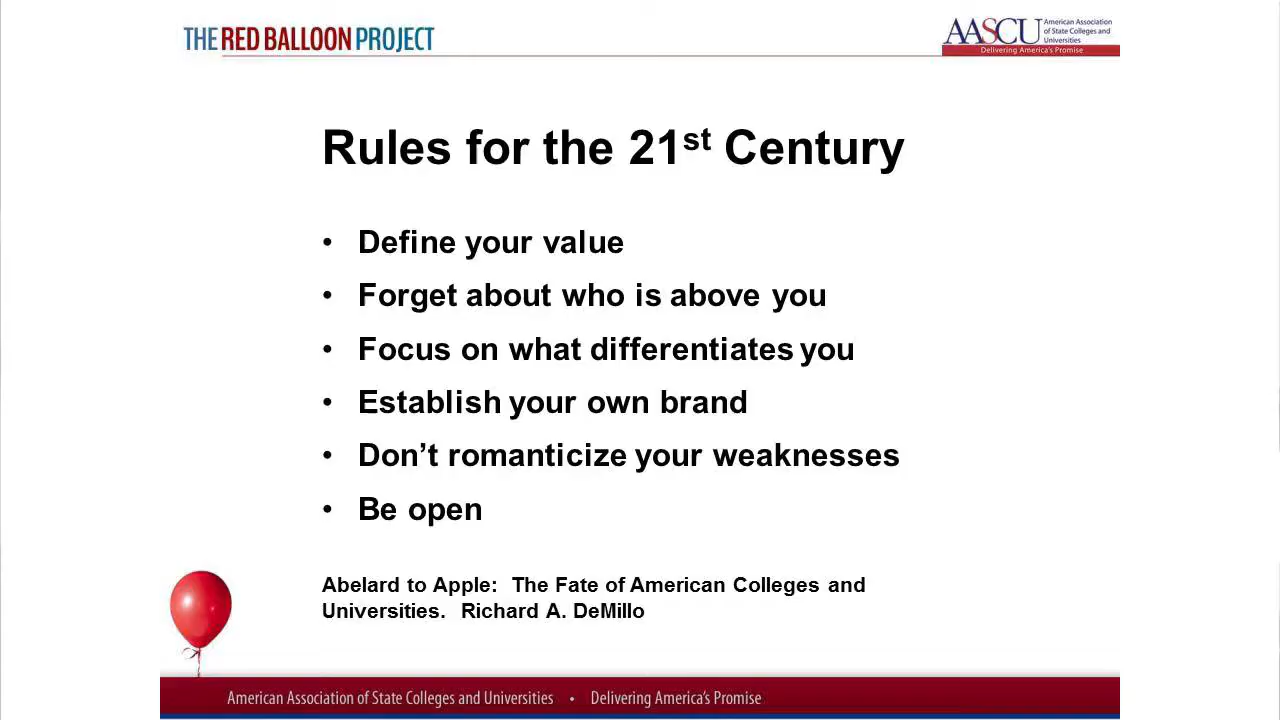 THE RED BALLOON PROJECT
AASCU American Association
of State Colleges and
Universities
Delivering America's Promise
Rules for the 21st Century
• Define your value
• Forget about who is above you
• Focus on what differentiates you
• Establish your own brand
• Don’t romanticize your weaknesses
• Be open
Abelard to Apple: The Fate of American Colleges and
Universities. Richard A. DeMillo
American Association of State Colleges and Universities • Delivering America's Promise